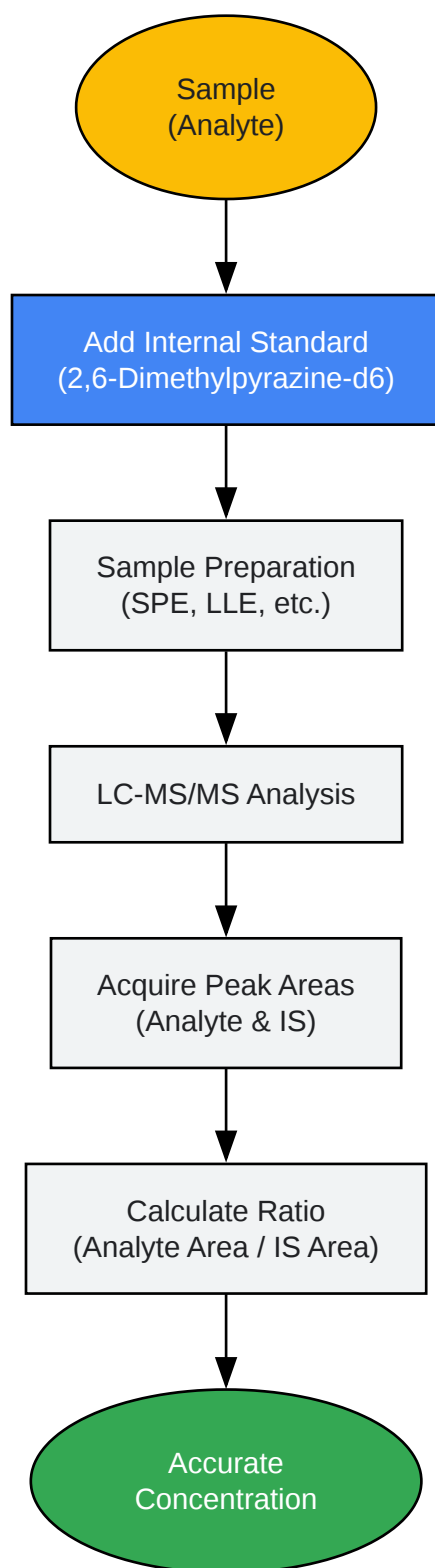 Sample
(Analyte)
Add Internal Standard
(2,6-Dimethylpyrazine-d6)
Sample Preparation
(SPE, LLE, etc.)
LC-MS/MS Analysis
Acquire Peak Areas
(Analyte & IS)
Calculate Ratio
(Analyte Area / IS Area)
Accurate
Concentration